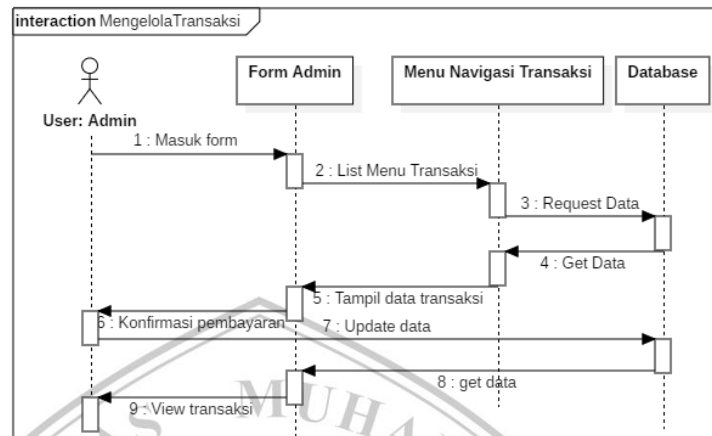 interaction MengelolaTransaksi
Form Admin
Menu Navigasi Transaksi
Database
User: Admin
1 : Masuk form
2 : List Menu Transaksi
3 : Request Data
4 : Get Data
5 : Tampil data transaksi
6 : Konfirmasi pembayaran
7 : Update data
8 : get data
9 : View transaksi
S MUHA